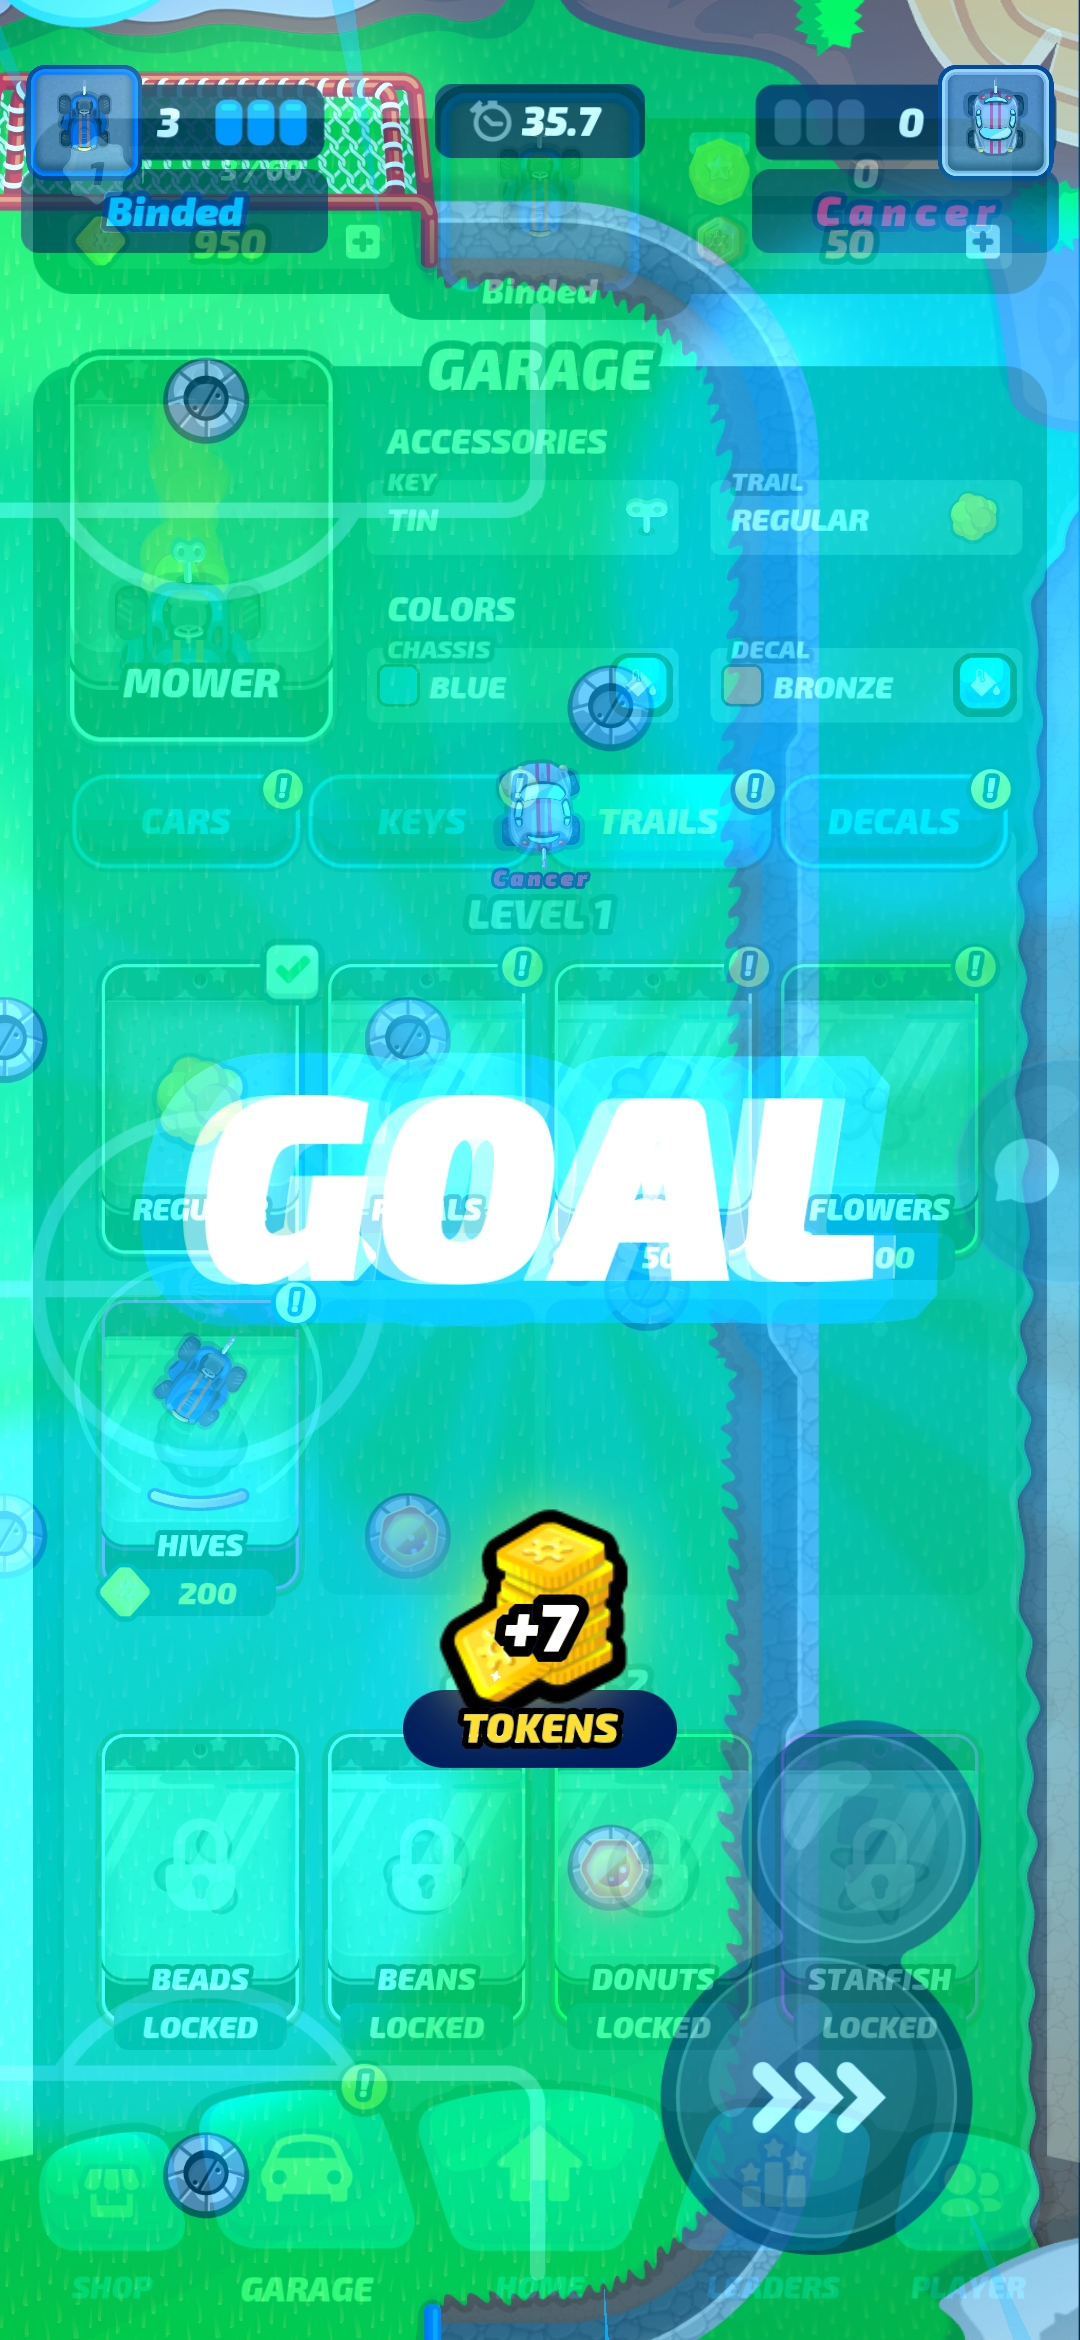 3
35.7
0
1
Binded
Cancer
0
950
50
Binded
GARAGE
ACCESSORIES
KEY
TRAIL
TIN
REGULAR
COLORS
CHASSIS
DECAL
BLUE
BRONZE
MOWER
CARS
KEYS
TRAILS
DECALS
Cancer
LEVEL 1
GOAL
FLOWERS
HIVES
200
+7
TOKENS
BEADS
BEANS
DONUTS
STARFISH
LOCKED
LOCKED
LOCKED
LOCKED
SHOP
GARAGE
HOME
LEADERS
PLAYER